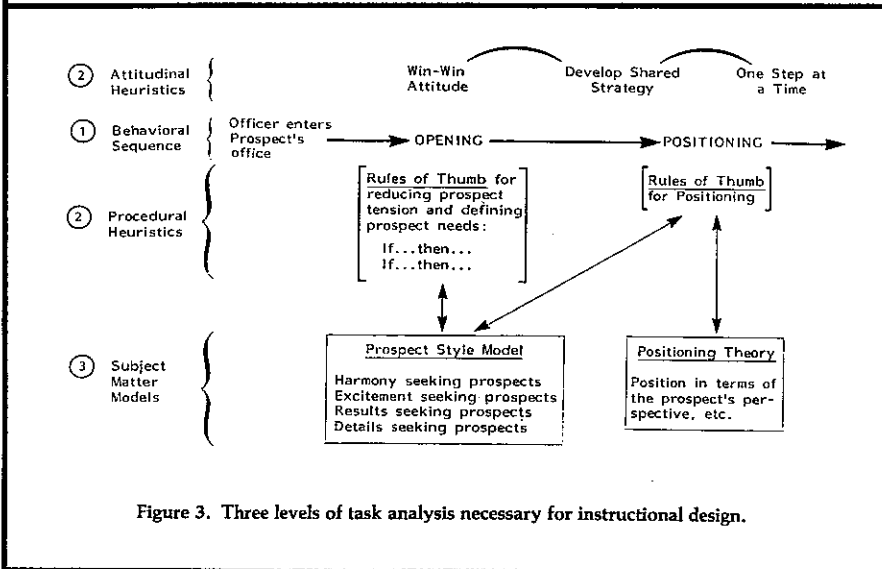 ② Attitudinal Heuristics
Win-Win Attitude
Develop Shared Strategy
One Step at a Time
① Behavioral Sequence
Officer enters
Prospect's
office
OPENING
POSITIONING
② Procedural Heuristics
Rules of Thumb for
reducing prospect
tension and defining
prospect needs:
If...then...
If...then...
Rules of Thumb
for Positioning
③ Subject Matter Models
Prospect Style Model
Harmony seeking prospects
Excitement seeking prospects
Results seeking prospects
Details seeking prospects
Positioning Theory
Position in terms of
the prospect's per-
spective, etc.
Figure 3. Three levels of task analysis necessary for instructional design.